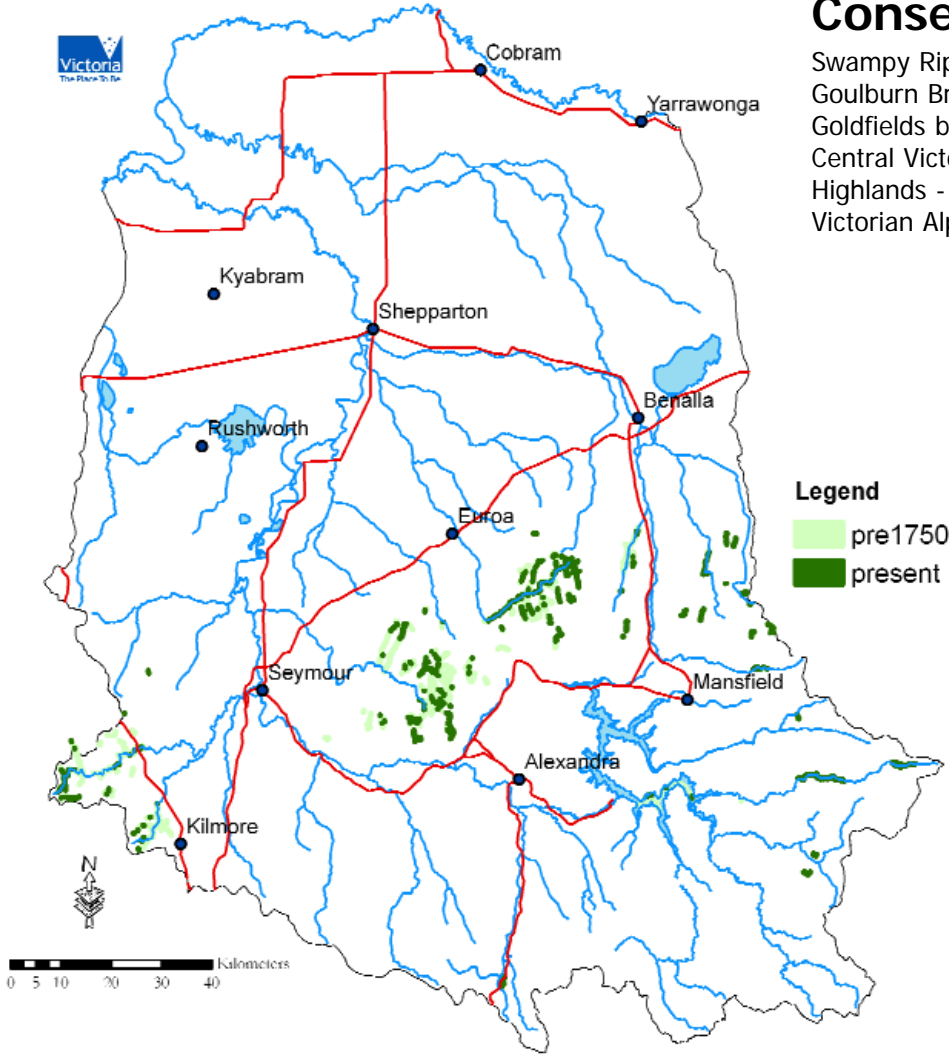 Conse
Swampy Rip
Goulburn Br
Goldfields b
Central Victo
Highlands -
Victorian Alp
Victoria
The Place To Be
Cobram
Yarrawonga
Kyabram
Shepparton
Benalla
Rushworth
Euroa
Legend
pre1750
present
Seymour
Mansfield
Alexandra
Kilmore
N
Kilometers
0 5 10 20 30 40